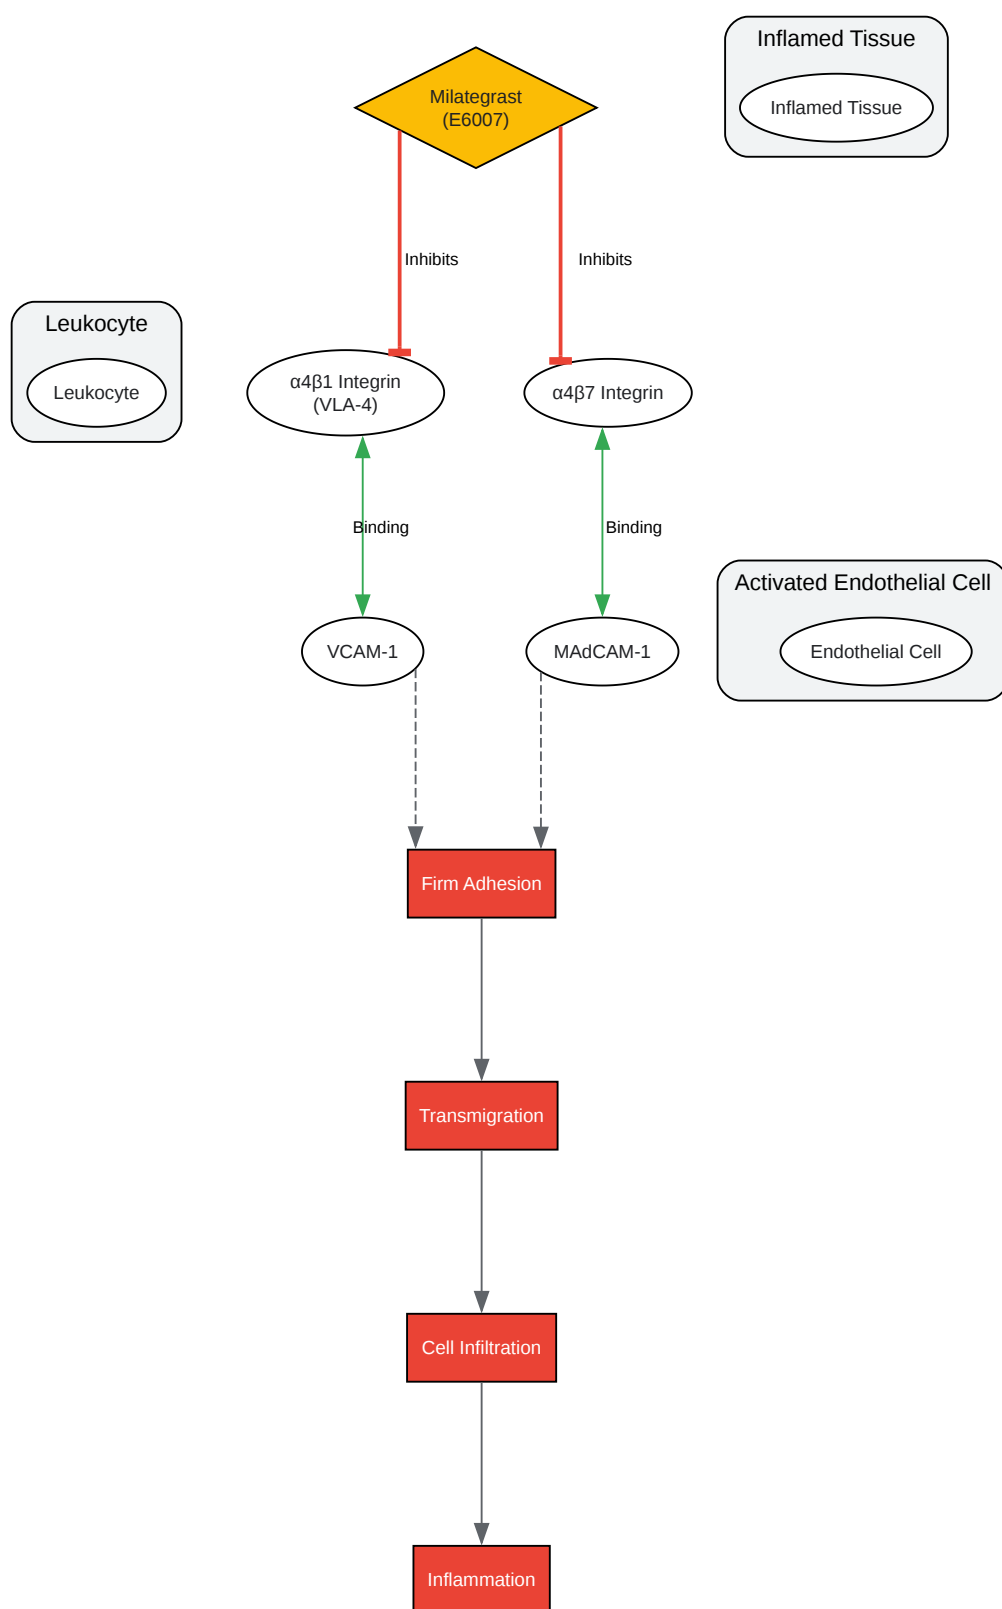 Inflamed Tissue
Inflamed Tissue
Milategrast
(E6007)
Inhibits
Inhibits
Leukocyte
Leukocyte
α4β1 Integrin
(VLA-4)
α4β7 Integrin
Binding
Binding
Activated Endothelial Cell
Endothelial Cell
VCAM-1
MAdCAM-1
Firm Adhesion
Transmigration
Cell Infiltration
Inflammation